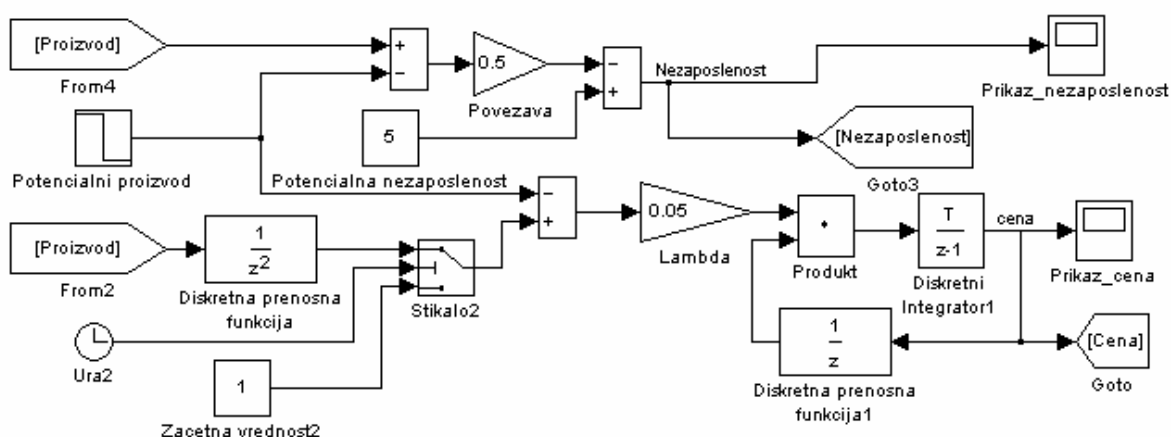 [Proizvod]
From4
+
−
0.5
Povezava
−
+
Nezaposlenost
Prikaz_nezaposlenost
Potencialni proizvod
5
Potencialna nezaposlenost
[Nezaposlenost]
Goto3
[Proizvod]
From2
1
z2
Diskretna prenosna
funkcija
Stikalo2
−
+
0.05
Lambda
Produkt
T
z-1
Diskretni
Integrator1
cena
Prikaz_cena
Ura2
1
Zacetna vrednost2
1
z
Diskretna prenosna
funkcija1
[Cena]
Goto